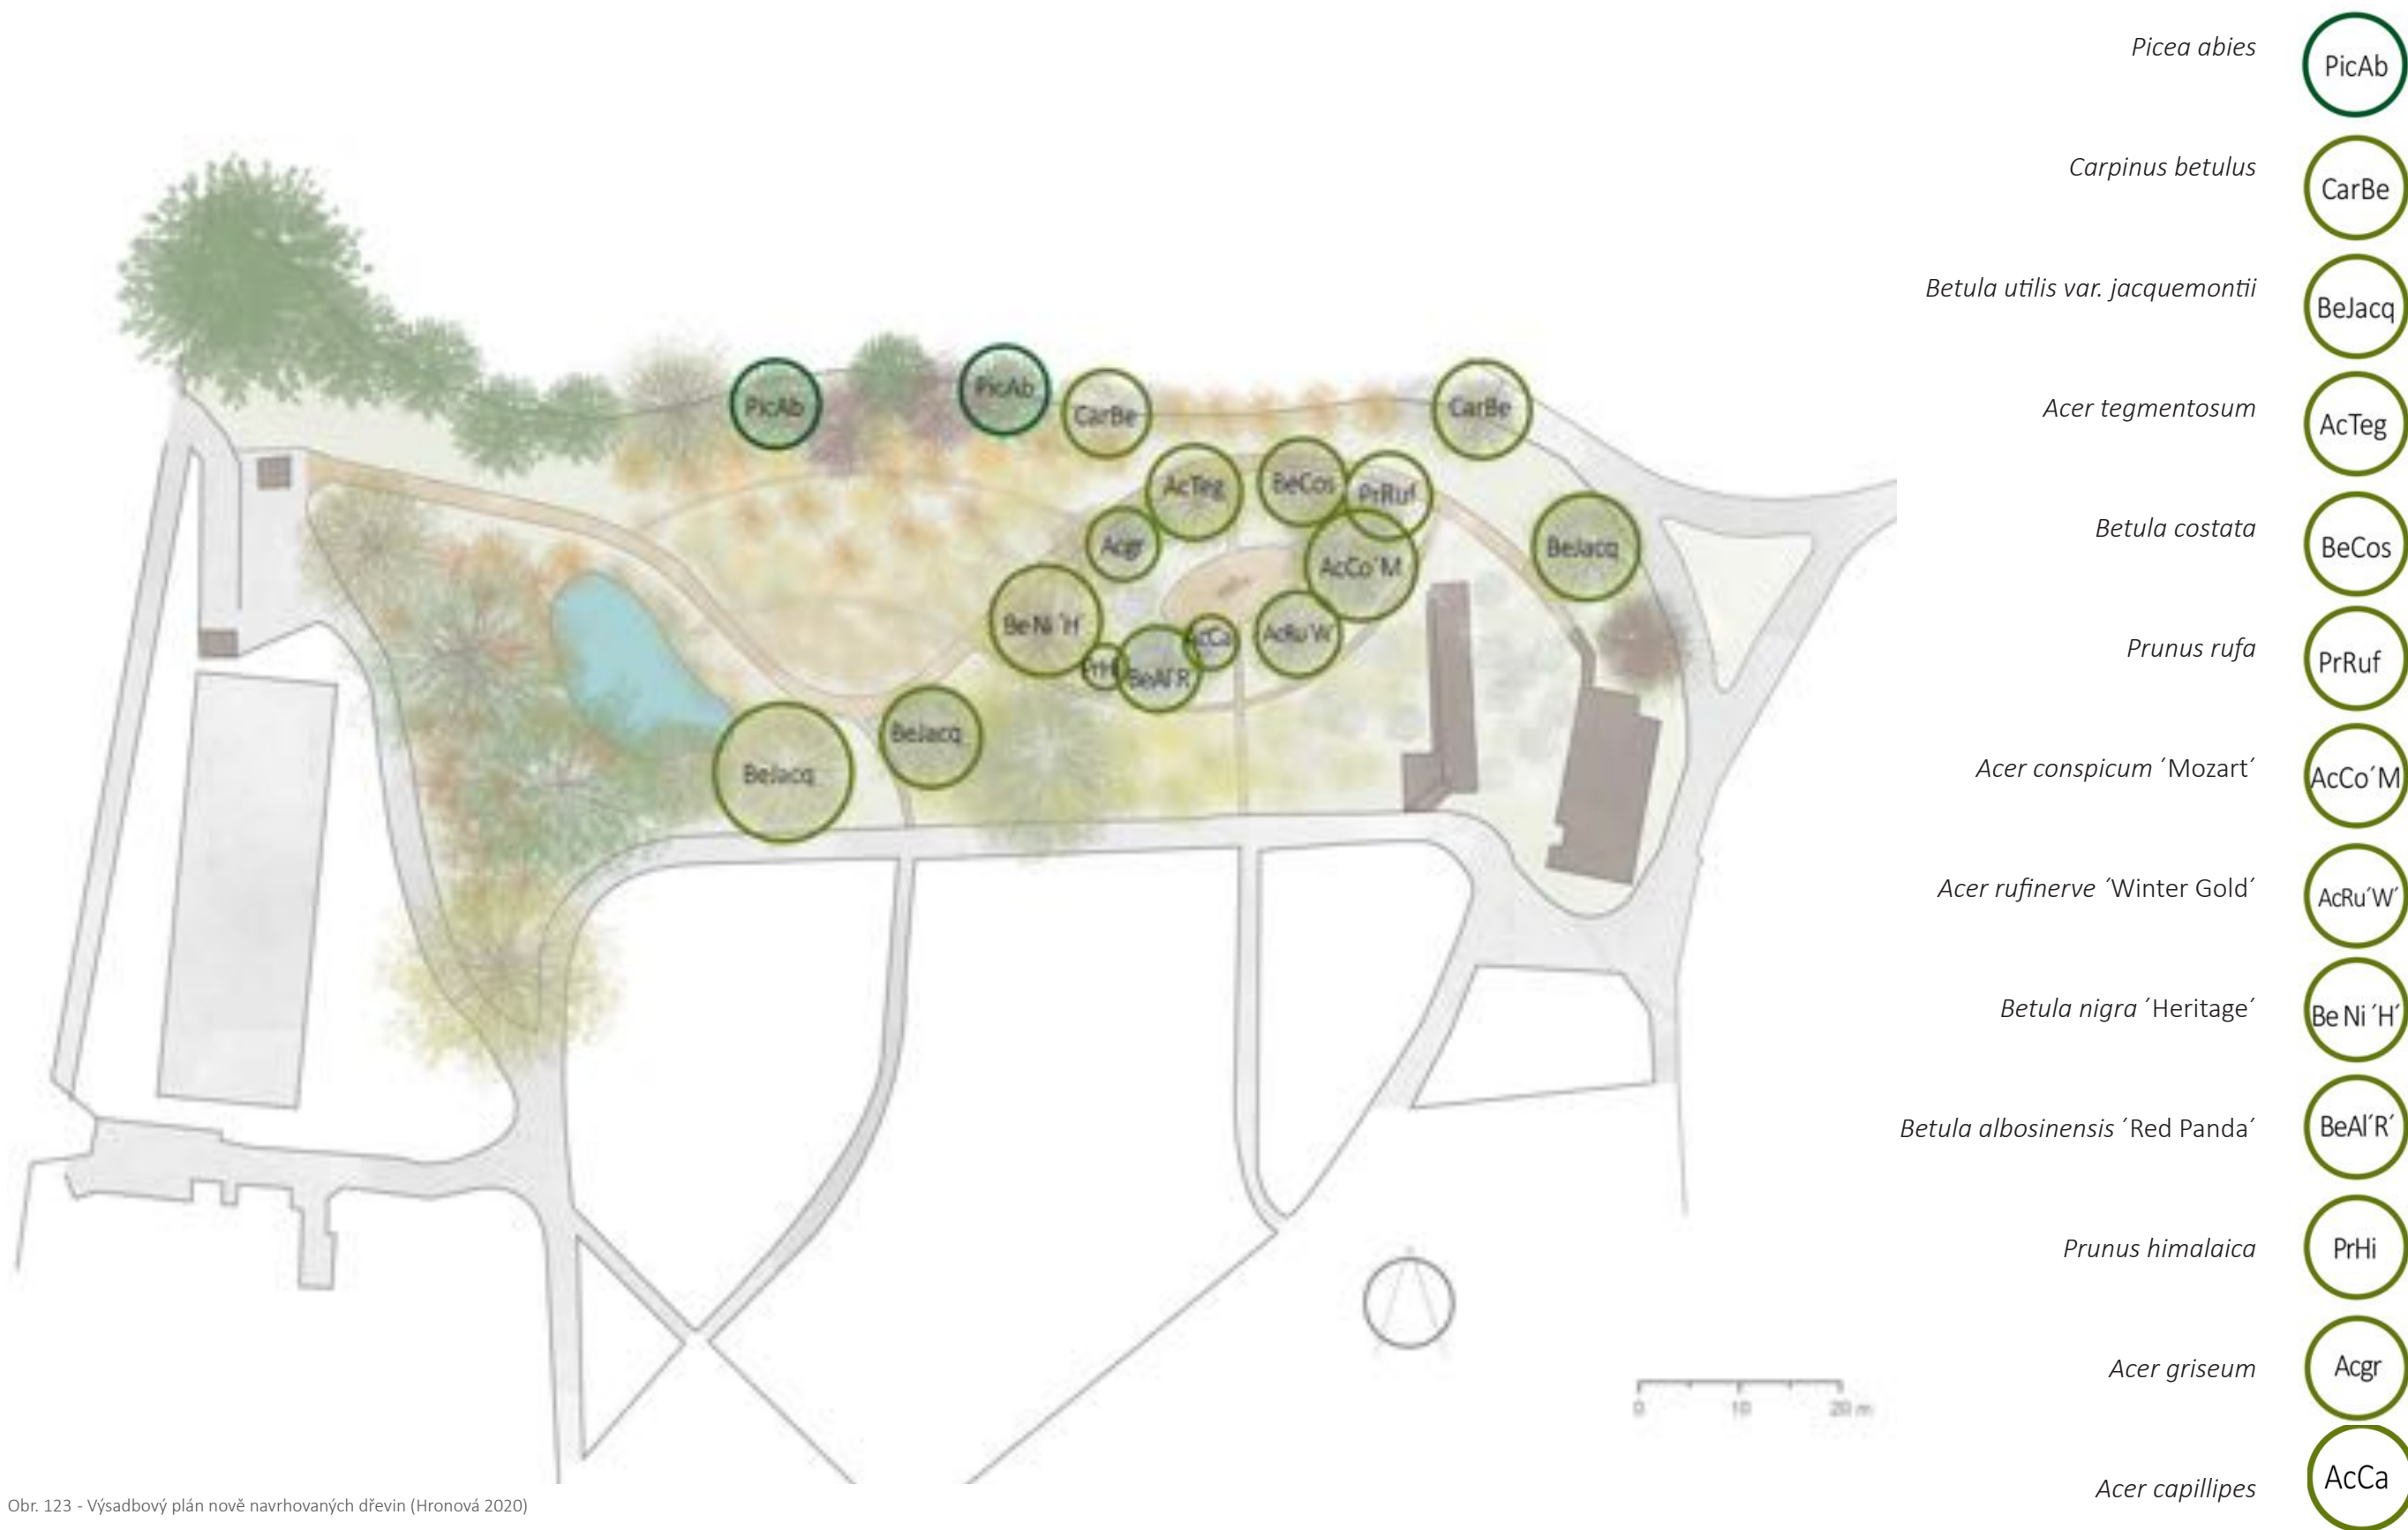 Picea abies
PicAb
Carpinus betulus
CarBe
Betula utilis var. jacquemontii
BeJacq
Acer tegmentosum
AcTeg
Betula costata
BeCos
Prunus rufa
PrRuf
Acer conspicum ´Mozart´
AcCo´M
Acer rufinerve ´Winter Gold´
AcRu´W´
Betula nigra ´Heritage´
Be Ni ´H´
Betula albosinensis ´Red Panda´
BeAl´R´
Prunus himalaica
PrHi
Acer griseum
Acgr
Acer capillipes
AcCa
PicAb
PicAb
CarBe
CarBe
AcTeg
BeCos
PrRuf
Acgr
BeJacq
AcCo´M
Be Ni ´H´
AcCa
AcRu´W´
PrHi
BeAl´R´
BeJacq
BeJacq
0 10 20 m
Obr. 123 - Výsadbový plán nově navrhovaných dřevin (Hronová 2020)